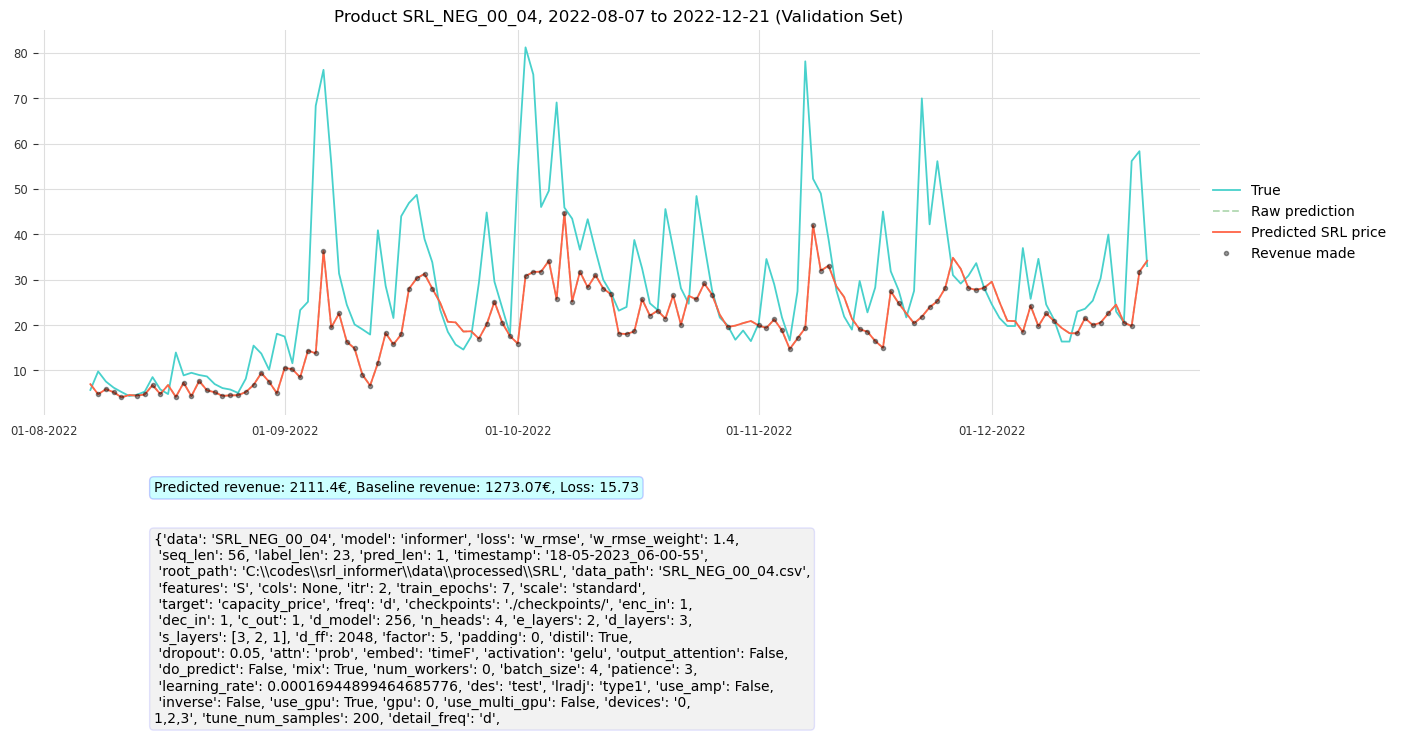 Product SRL_NEG_00_04, 2022-08-07 to 2022-12-21 (Validation Set)
80
70
60
50
40
30
20
10
01-08-2022
01-09-2022
01-10-2022
01-11-2022
01-12-2022
True
Raw prediction
Predicted SRL price
Revenue made
Predicted revenue: 2111.4€, Baseline revenue: 1273.07€, Loss: 15.73
{'data': 'SRL_NEG_00_04', 'model': 'informer', 'loss': 'w_rmse', 'w_rmse_weight': 1.4,
'seq_len': 56, 'label_len': 23, 'pred_len': 1, 'timestamp': '18-05-2023_06-00-55',
'root_path': 'C:\\codes\\srl_informer\\data\\processed\\SRL', 'data_path': 'SRL_NEG_00_04.csv',
'features': 'S', 'cols': None, 'itr': 2, 'train_epochs': 7, 'scale': 'standard',
'target': 'capacity_price', 'freq': 'd', 'checkpoints': './checkpoints/', 'enc_in': 1,
'dec_in': 1, 'c_out': 1, 'd_model': 256, 'n_heads': 4, 'e_layers': 2, 'd_layers': 3,
's_layers': [3, 2, 1], 'd_ff': 2048, 'factor': 5, 'padding': 0, 'distil': True,
'dropout': 0.05, 'attn': 'prob', 'embed': 'timeF', 'activation': 'gelu', 'output_attention': False,
'do_predict': False, 'mix': True, 'num_workers': 0, 'batch_size': 4, 'patience': 3,
'learning_rate': 0.00016944899464685776, 'des': 'test', 'lradj': 'type1', 'use_amp': False,
'inverse': False, 'use_gpu': True, 'gpu': 0, 'use_multi_gpu': False, 'devices': '0,
1,2,3', 'tune_num_samples': 200, 'detail_freq': 'd',